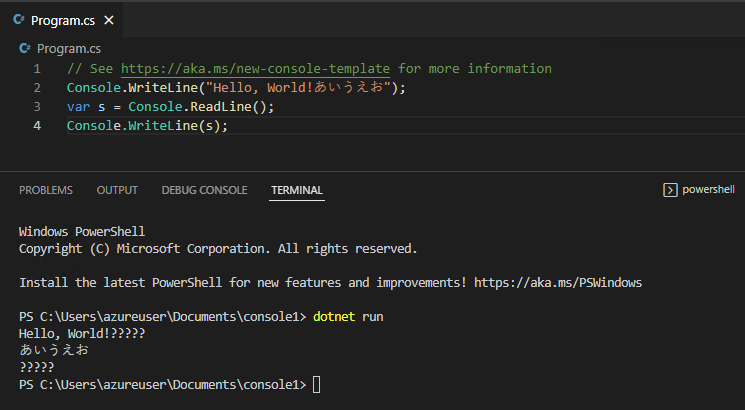 Program.cs
Program.cs
1 // See https://aka.ms/new-console-template for more information
2 Console.WriteLine("Hello, World!あいうえお");
3 var s = Console.ReadLine();
4 Console.WriteLine(s);
PROBLEMS OUTPUT DEBUG CONSOLE TERMINAL powershell
Windows PowerShell
Copyright (C) Microsoft Corporation. All rights reserved.
Install the latest PowerShell for new features and improvements! https://aka.ms/PSWindows
PS C:\Users\azureuser\Documents\console1> dotnet run
Hello, World!?????
あいうえお
?????
PS C:\Users\azureuser\Documents\console1>